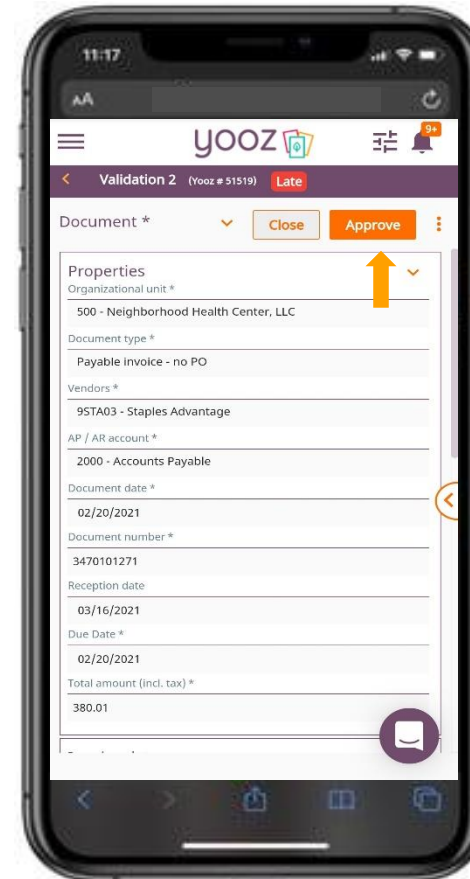 11:17
AA
yooz
9+
Validation 2 (Yooz # 51519) Late
Document *
Close
Approve
Properties
Organizational unit *
500 - Neighborhood Health Center, LLC
Document type *
Payable invoice - no PO
Vendors *
9STA03 - Staples Advantage
AP / AR account *
2000 - Accounts Payable
Document date *
02/20/2021
Document number *
3470101271
Reception date
03/16/2021
Due Date *
02/20/2021
Total amount (incl. tax) *
380.01